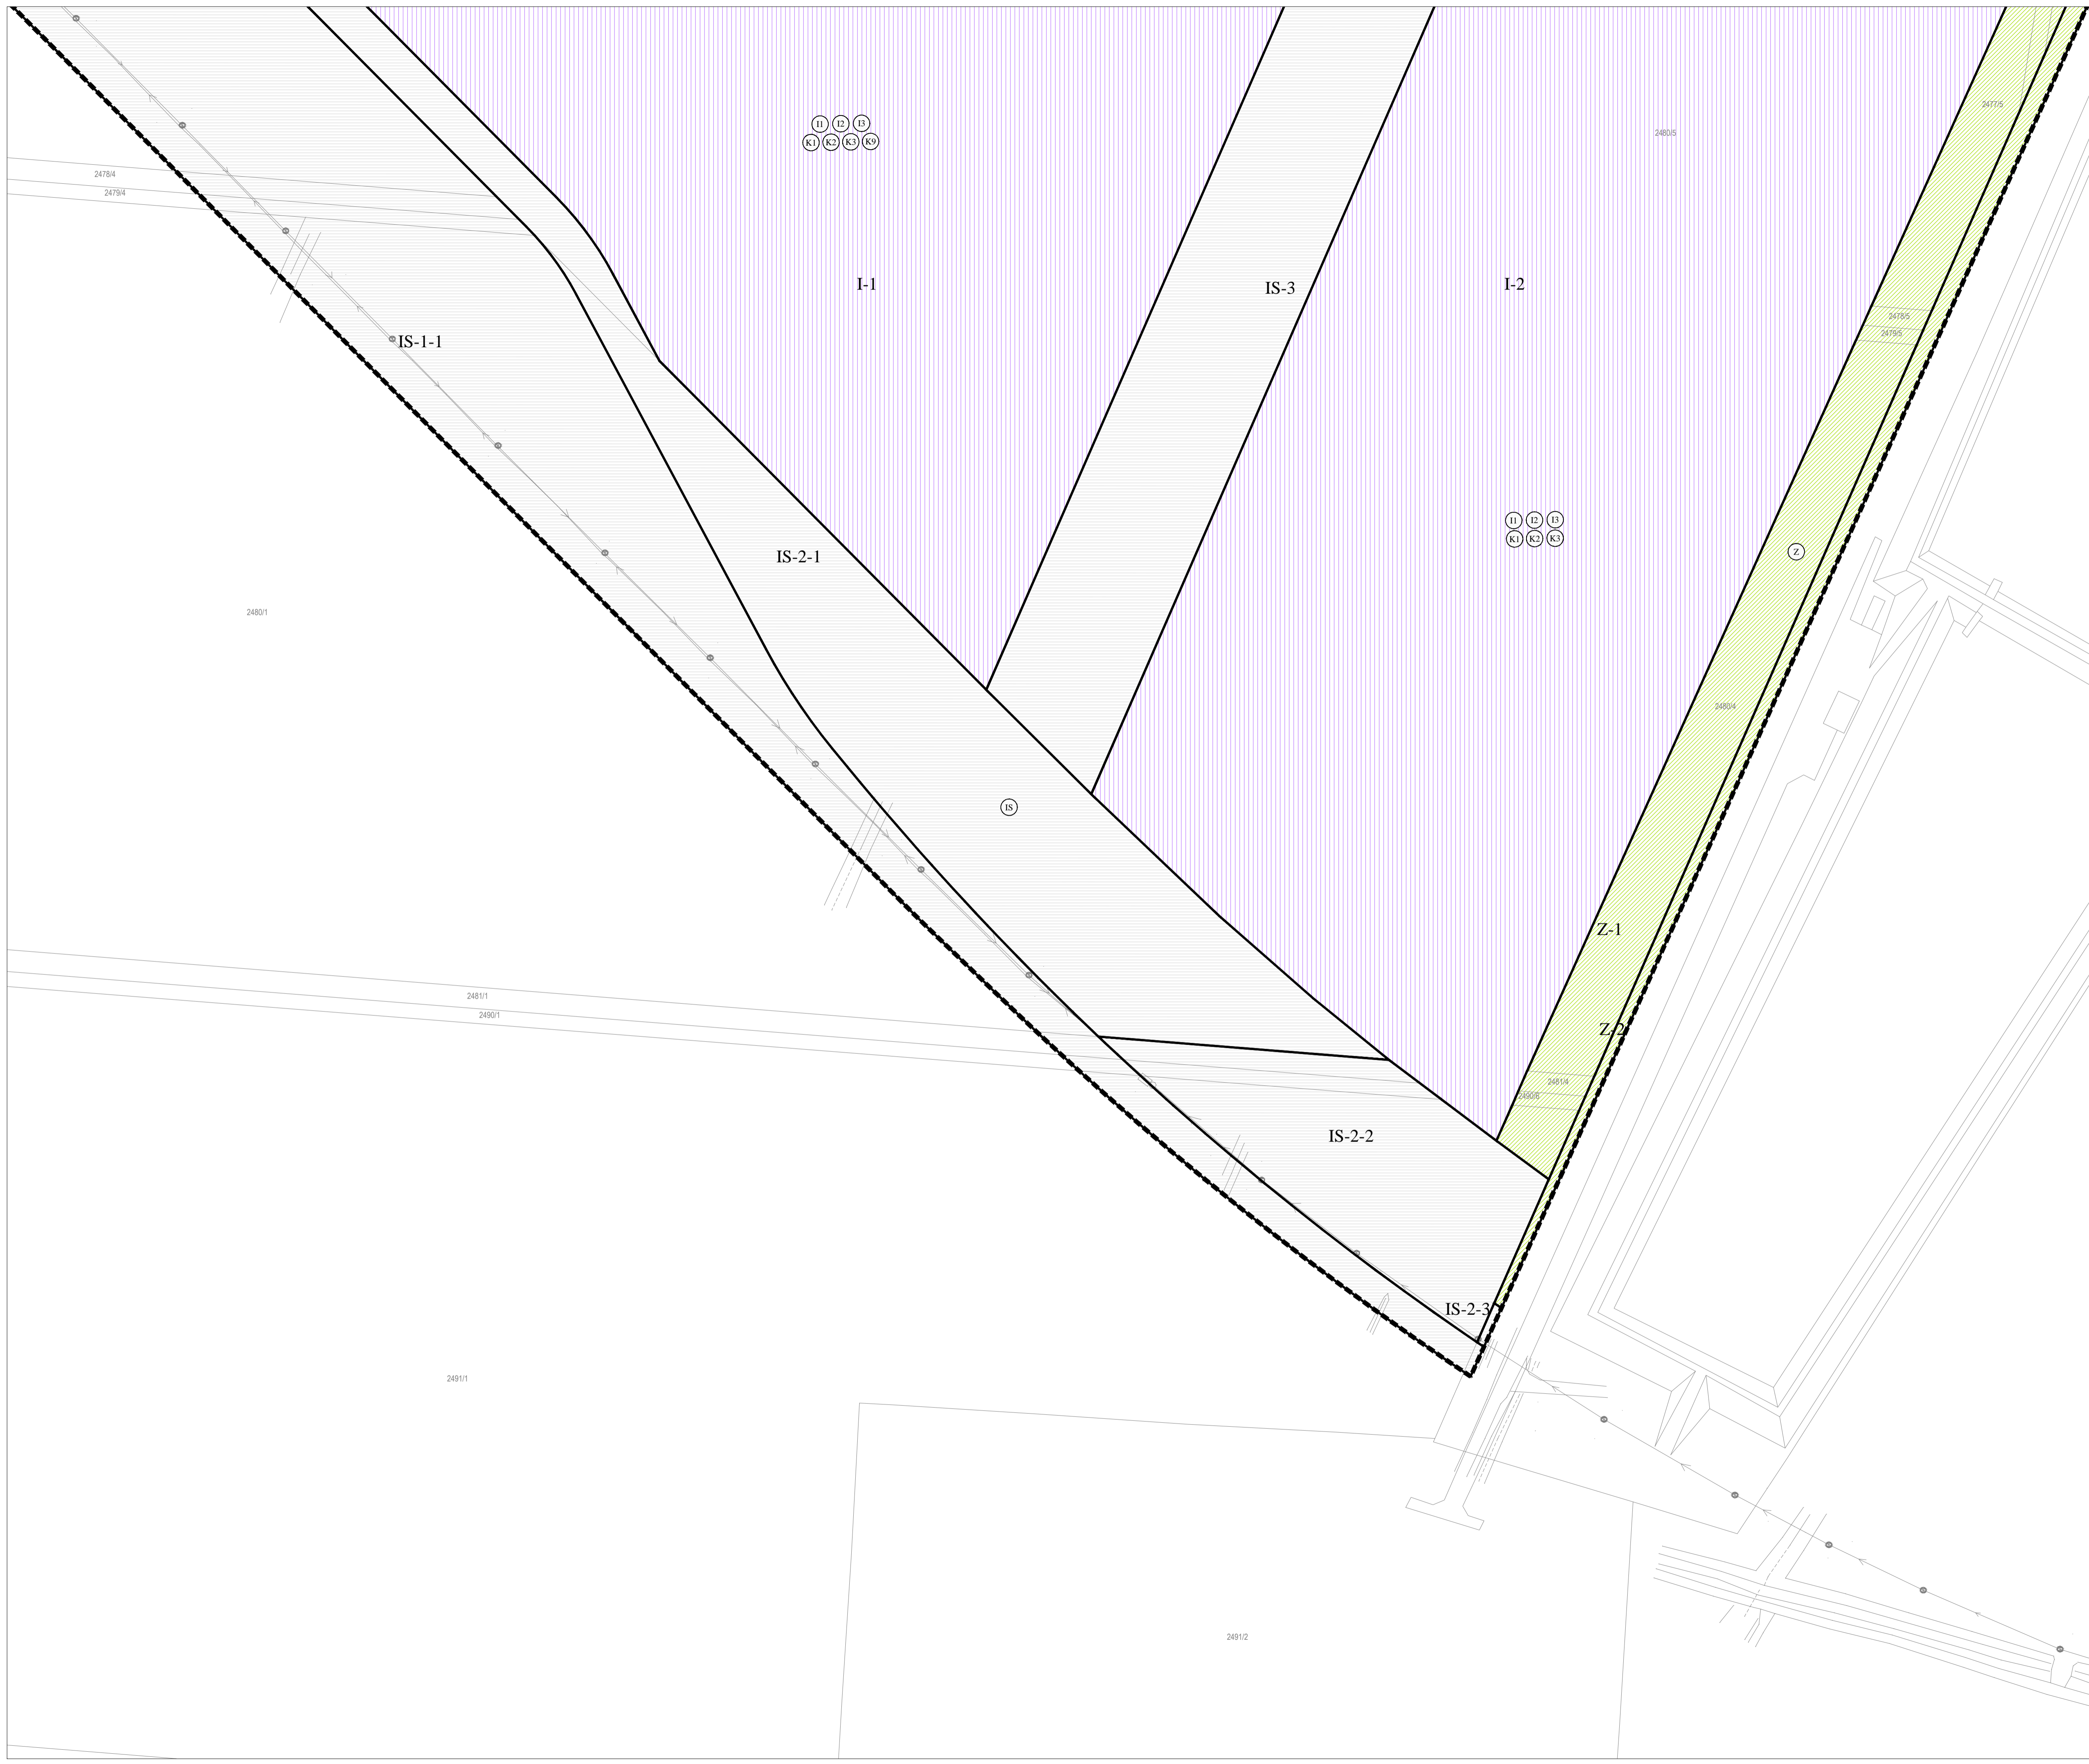 2477/5
I1 I2 I3
K1 K2 K3 K9
2480/5
2478/4
2479/4
I-1
IS-3
I-2
2478/5
2479/5
IS-1-1
I1 I2 I3
K1 K2 K3
IS-2-1
Z
2480/1
2480/4
IS
Z-1
2481/1
2490/1
Z-2
2481/4
2490/6
IS-2-2
IS-2-3
2491/1
2491/2